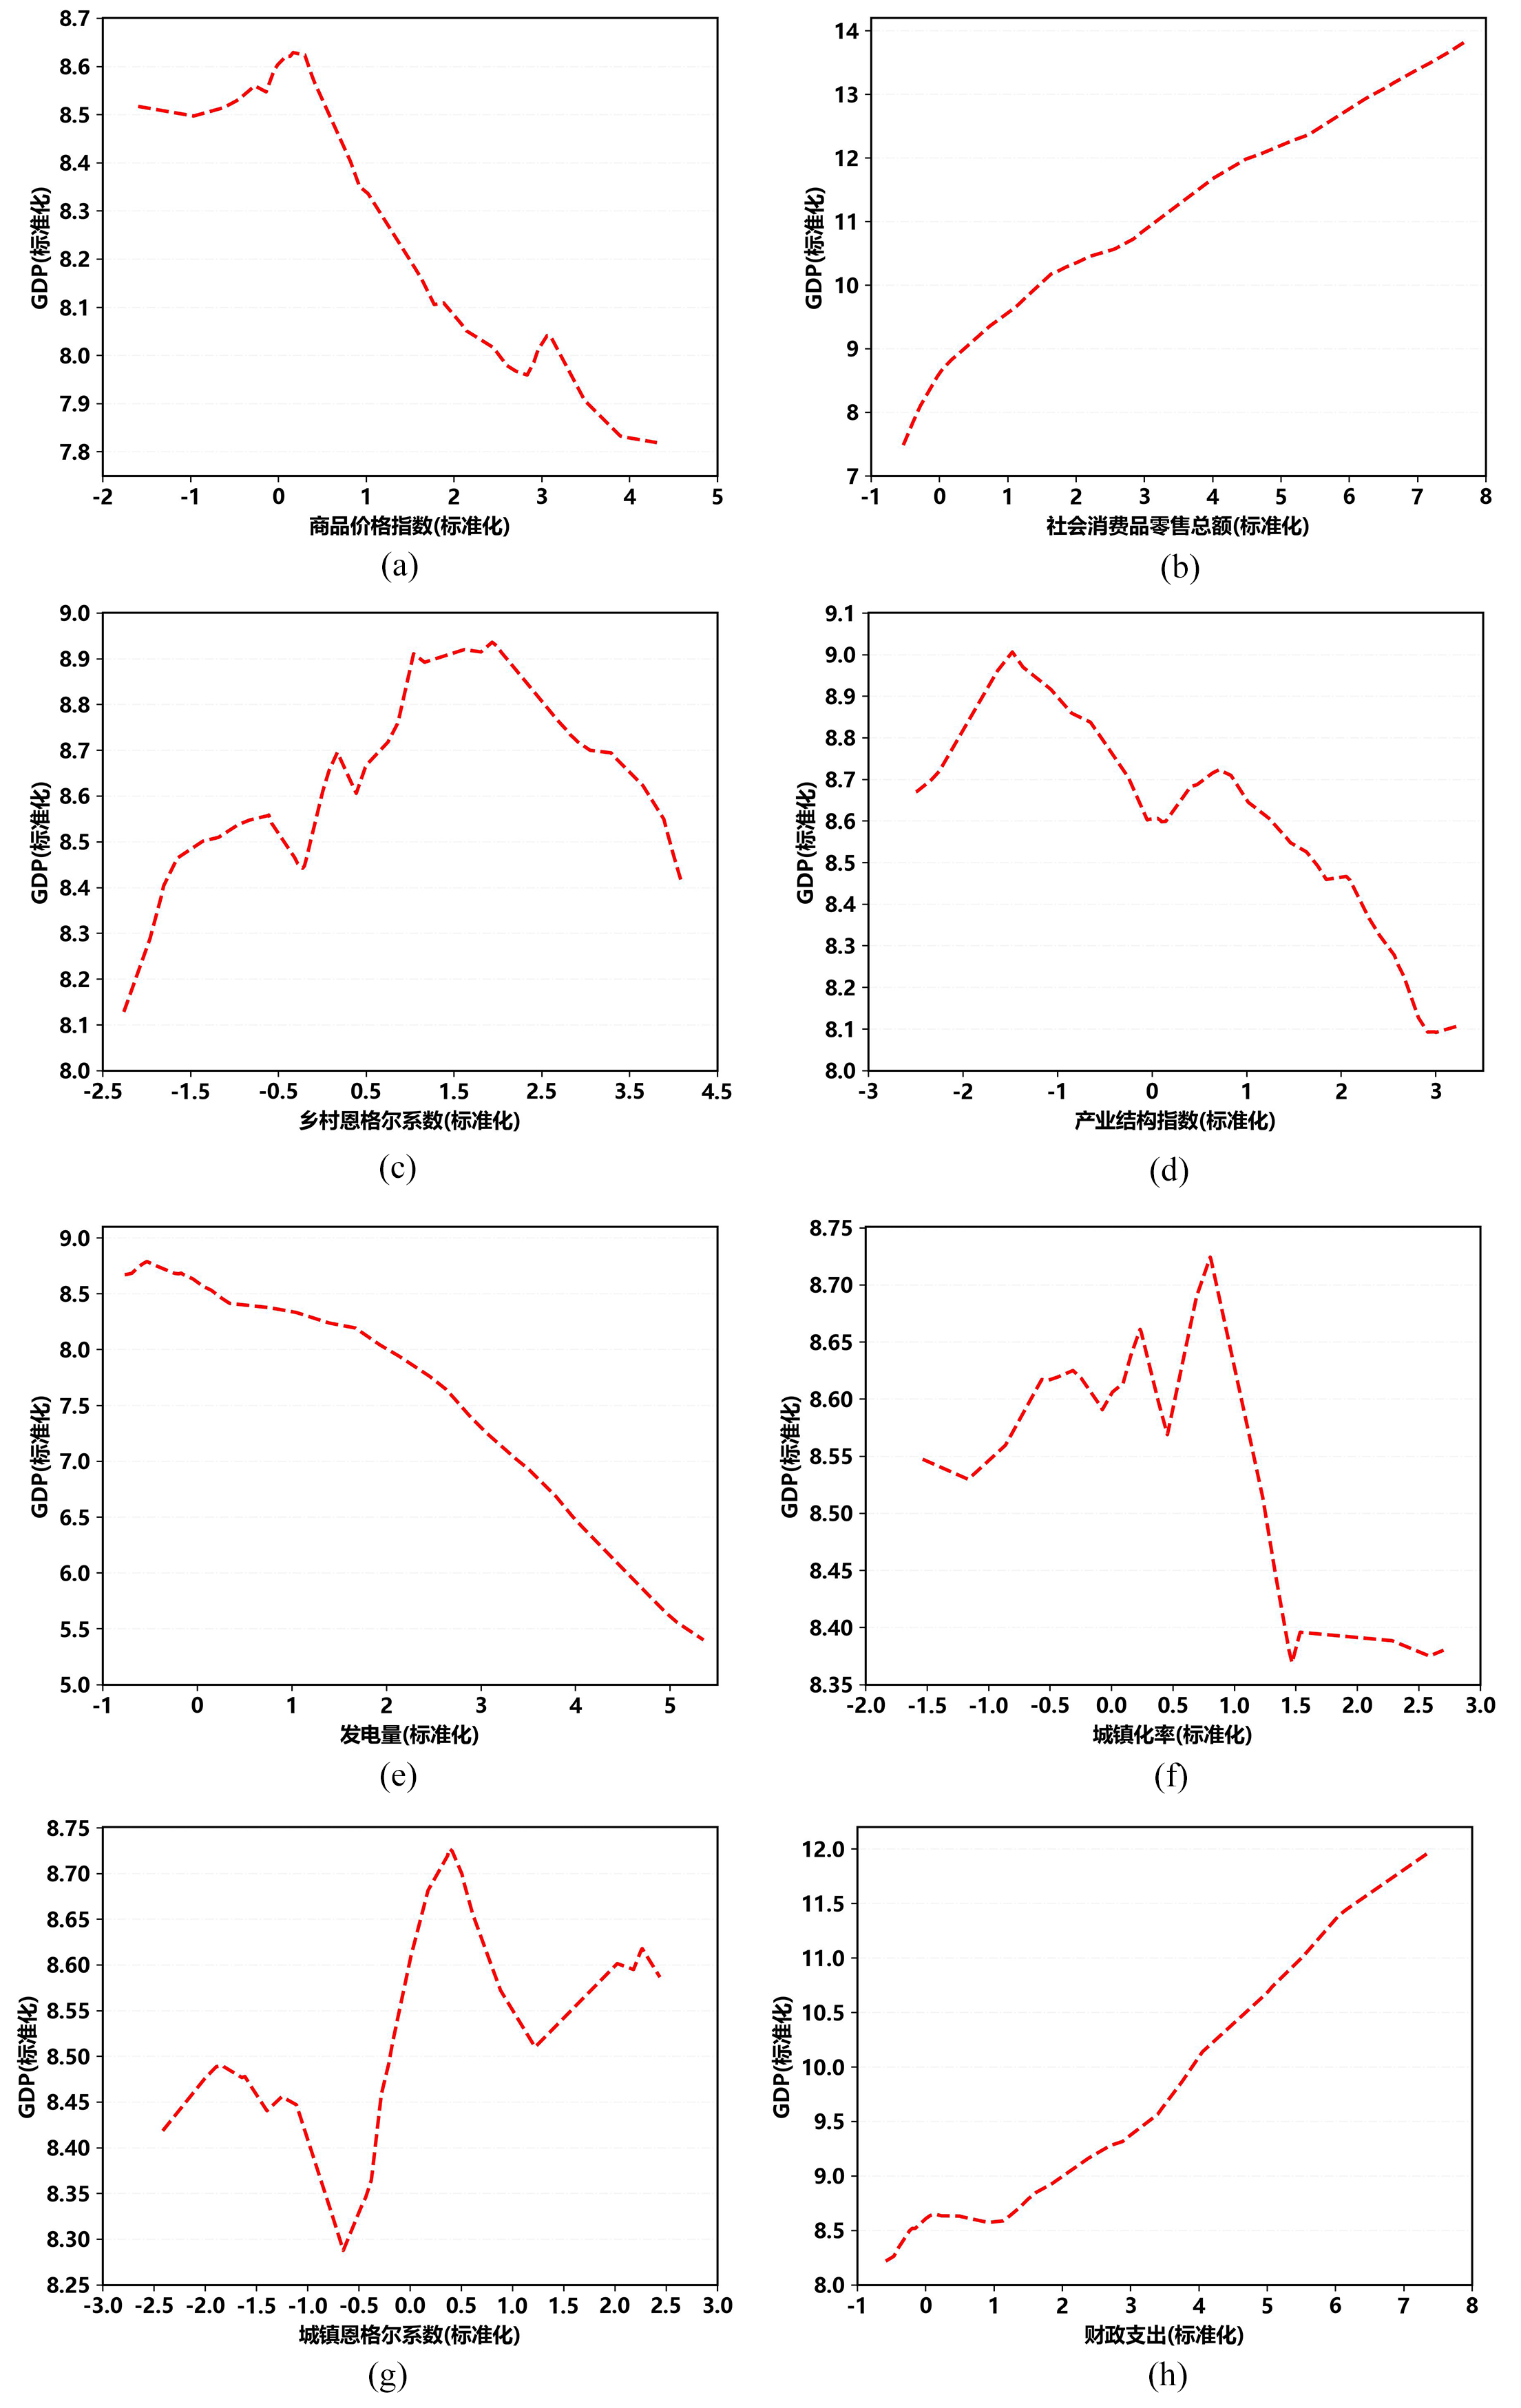 8.7
8.6
8.5
8.4
8.3
8.2
8.1
8.0
7.9
7.8
GDP(标准化)
-2 -1 0 1 2 3 4 5
商品价格指数(标准化)
(a)
14
13
12
11
10
9
8
7
GDP(标准化)
-1 0 1 2 3 4 5 6 7 8
社会消费品零售总额(标准化)
(b)
9.0
8.9
8.8
8.7
8.6
8.5
8.4
8.3
8.2
8.1
8.0
GDP(标准化)
-2.5 -1.5 -0.5 0.5 1.5 2.5 3.5 4.5
乡村恩格尔系数(标准化)
(c)
9.1
9.0
8.9
8.8
8.7
8.6
8.5
8.4
8.3
8.2
8.1
8.0
GDP(标准化)
-3 -2 -1 0 1 2 3
产业结构指数(标准化)
(d)
9.0
8.5
8.0
7.5
7.0
6.5
6.0
5.5
5.0
GDP(标准化)
-1 0 1 2 3 4 5
发电量(标准化)
(e)
8.75
8.70
8.65
8.60
8.55
8.50
8.45
8.40
8.35
GDP(标准化)
-2.0 -1.5 -1.0 -0.5 0.0 0.5 1.0 1.5 2.0 2.5 3.0
城镇化率(标准化)
(f)
8.75
8.70
8.65
8.60
8.55
8.50
8.45
8.40
8.35
8.30
8.25
GDP(标准化)
-3.0 -2.5 -2.0 -1.5 -1.0 -0.5 0.0 0.5 1.0 1.5 2.0 2.5 3.0
城镇恩格尔系数(标准化)
(g)
12.0
11.5
11.0
10.5
10.0
9.5
9.0
8.5
8.0
GDP(标准化)
-1 0 1 2 3 4 5 6 7 8
财政支出(标准化)
(h)